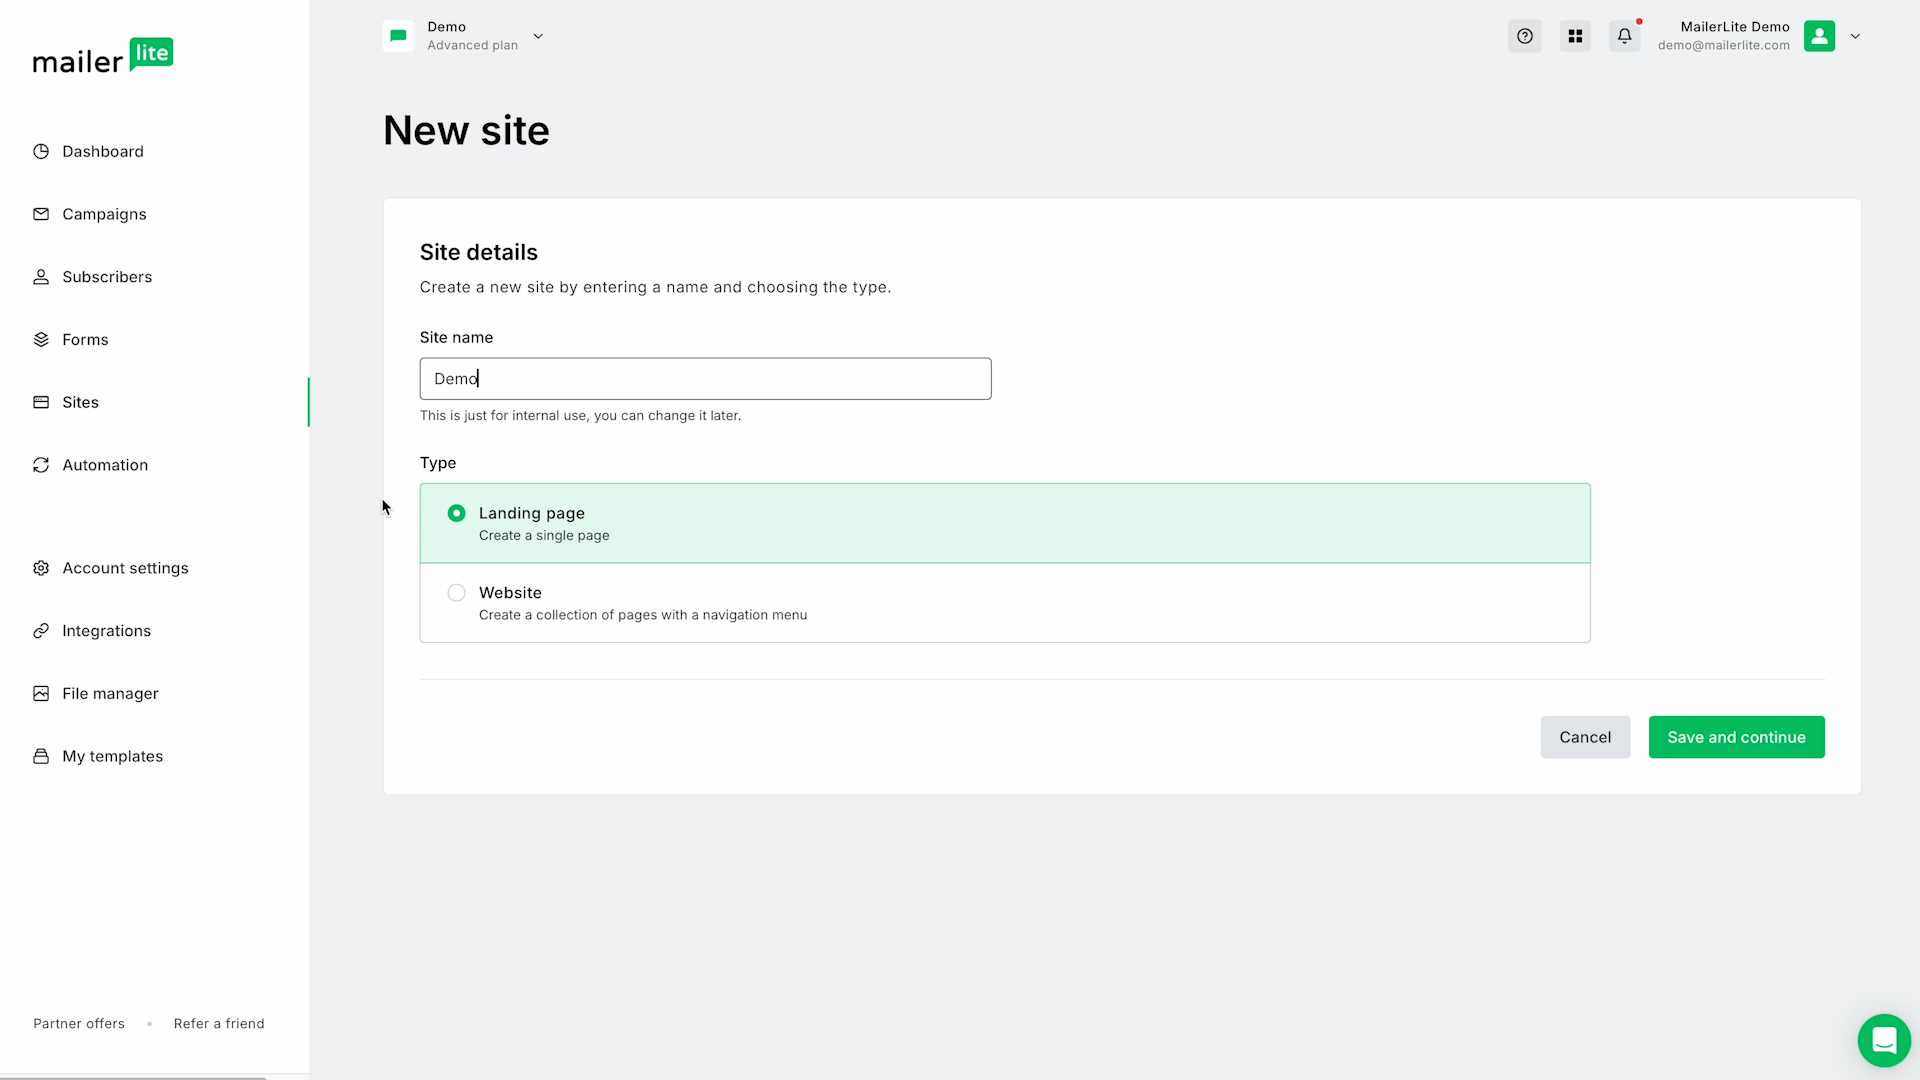 mailer lite
Dashboard
Campaigns
Subscribers
Forms
Sites
Automation
Account settings
Integrations
File manager
My templates
Partner offers • Refer a friend
Demo
Advanced plan
MailerLite Demo
demo@mailerlite.com
New site
Site details
Create a new site by entering a name and choosing the type.
Site name
Demo
This is just for internal use, you can change it later.
Type
Landing page
Create a single page
Website
Create a collection of pages with a navigation menu
Cancel
Save and continue